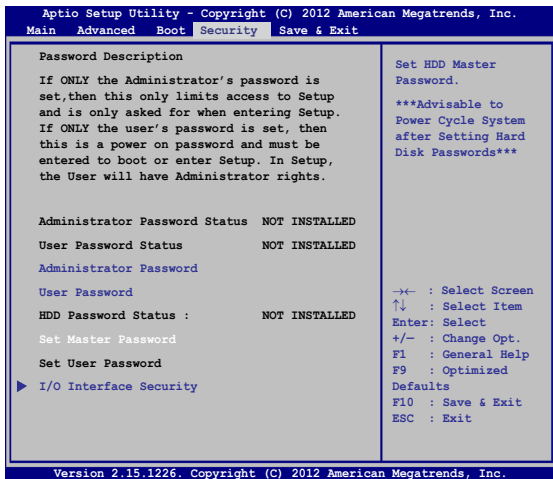 Aptio Setup Utility - Copyright (C) 2012 American Megatrends, Inc.
Main Advanced Boot Security Save & Exit
Password Description
If ONLY the Administrator's password is
set,then this only limits access to Setup
and is only asked for when entering Setup.
If ONLY the user's password is set, then
this is a power on password and must be
entered to boot or enter Setup. In Setup,
the User will have Administrator rights.
Administrator Password Status NOT INSTALLED
User Password Status NOT INSTALLED
Administrator Password
User Password
HDD Password Status : NOT INSTALLED
Set Master Password
Set User Password
I/O Interface Security
Set HDD Master
Password.
***Advisable to
Power Cycle System
after Setting Hard
Disk Passwords***
→← : Select Screen
↑↓ : Select Item
Enter: Select
+/— : Change Opt.
F1 : General Help
F9 : Optimized
Defaults
F10 : Save & Exit
ESC : Exit
Version 2.15.1226. Copyright (C) 2012 American Megatrends, Inc.